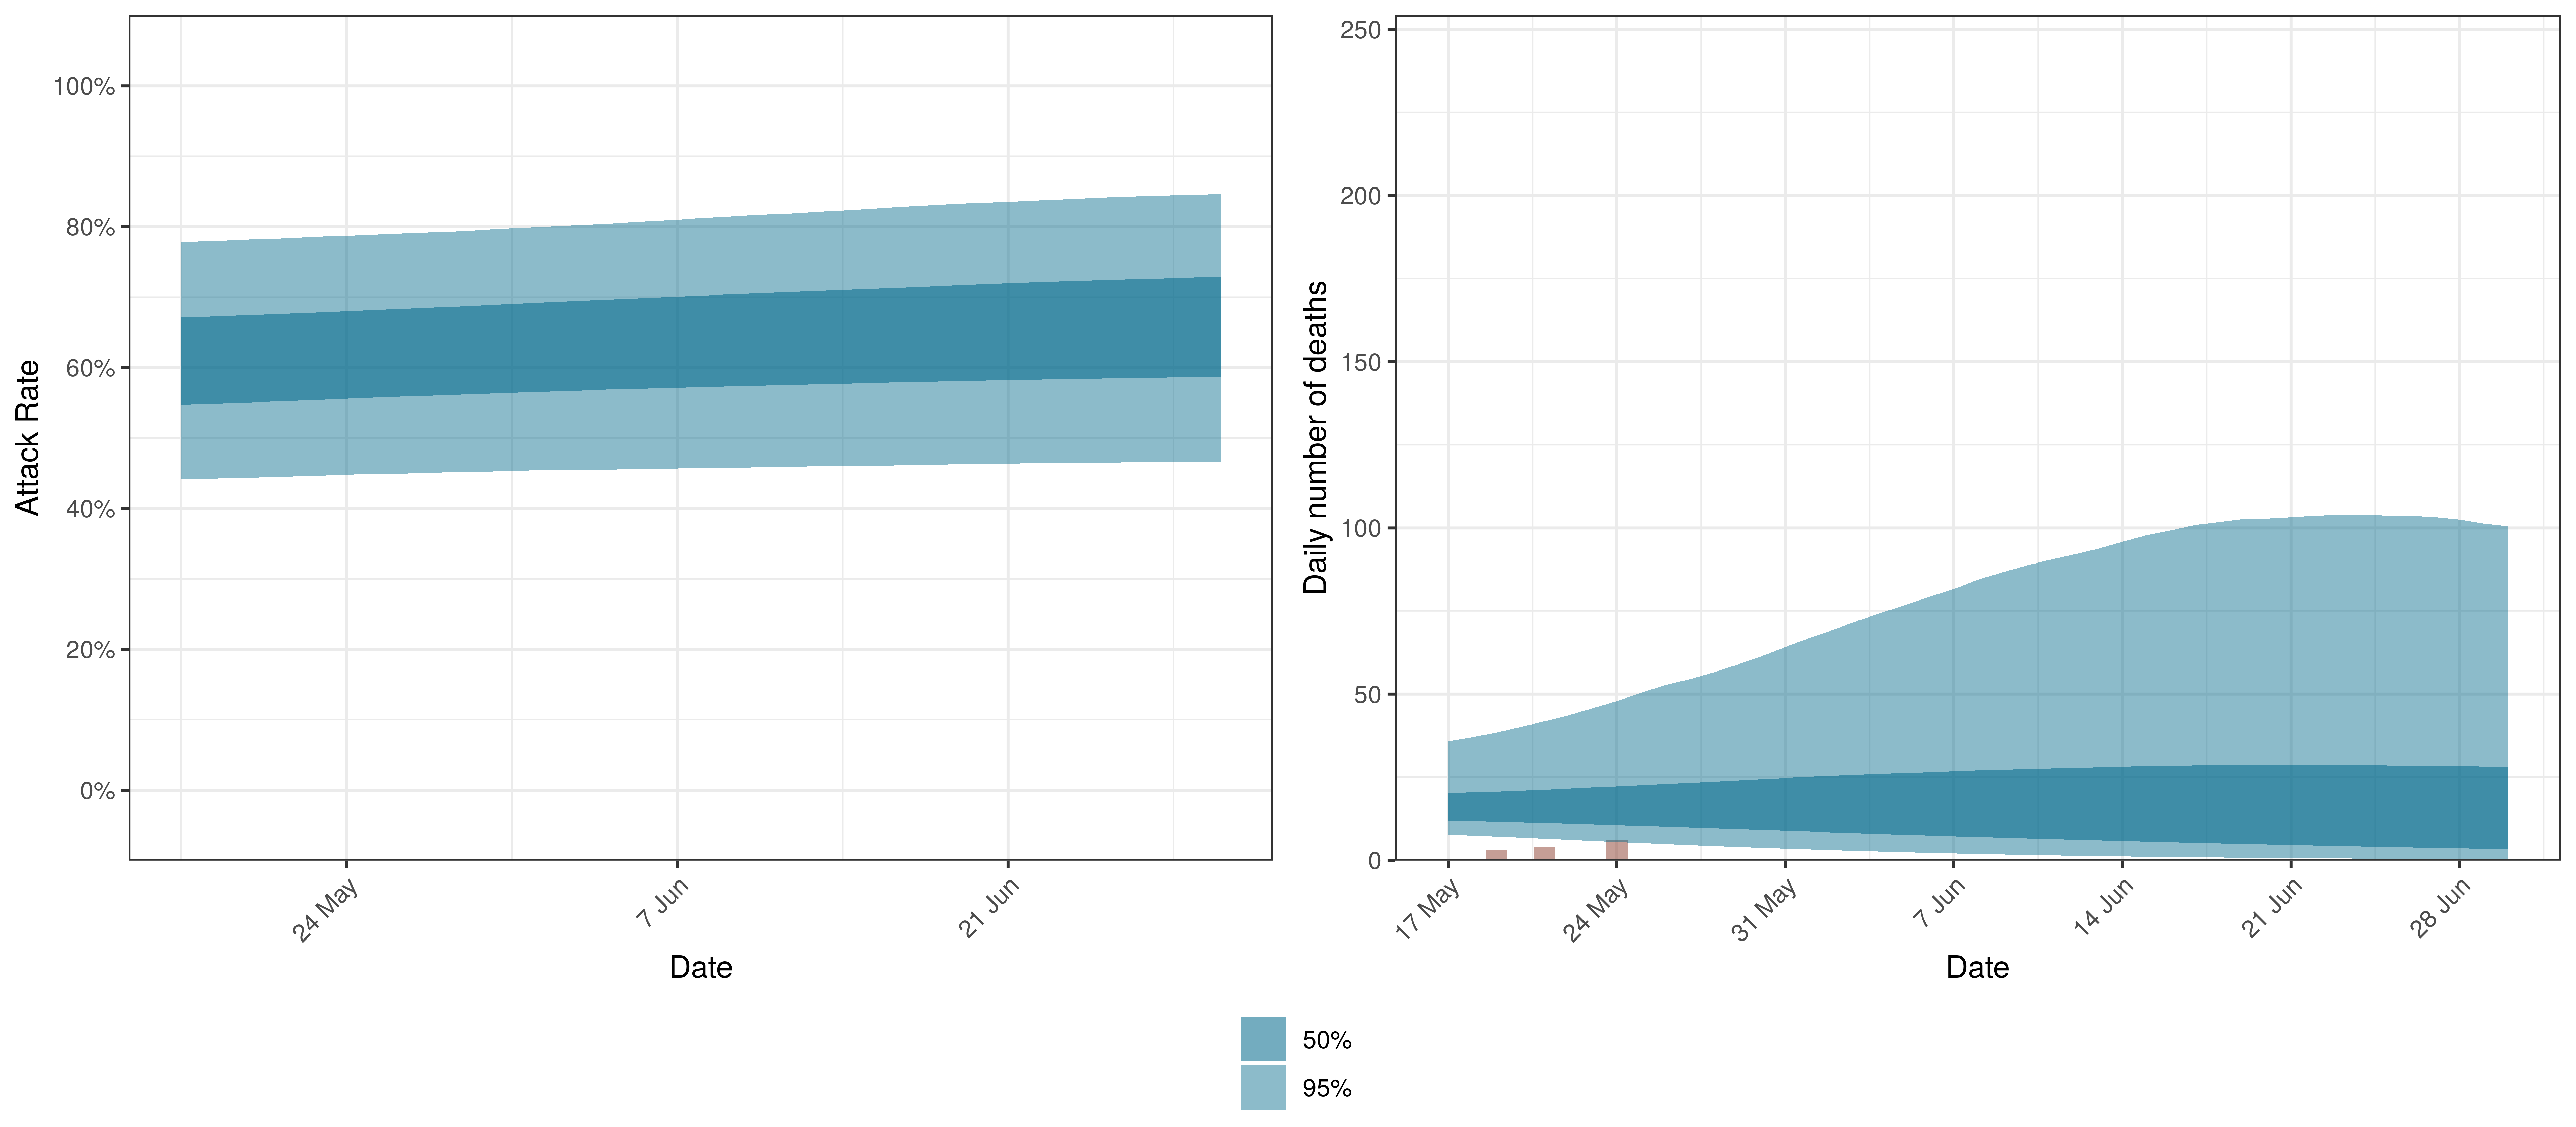 Attack Rate
100%
80%
60%
40%
20%
0%
24 May
7 Jun
21 Jun
Date
Daily number of deaths
250
200
150
100
50
0
17 May
24 May
31 May
7 Jun
14 Jun
21 Jun
28 Jun
Date
50%
95%